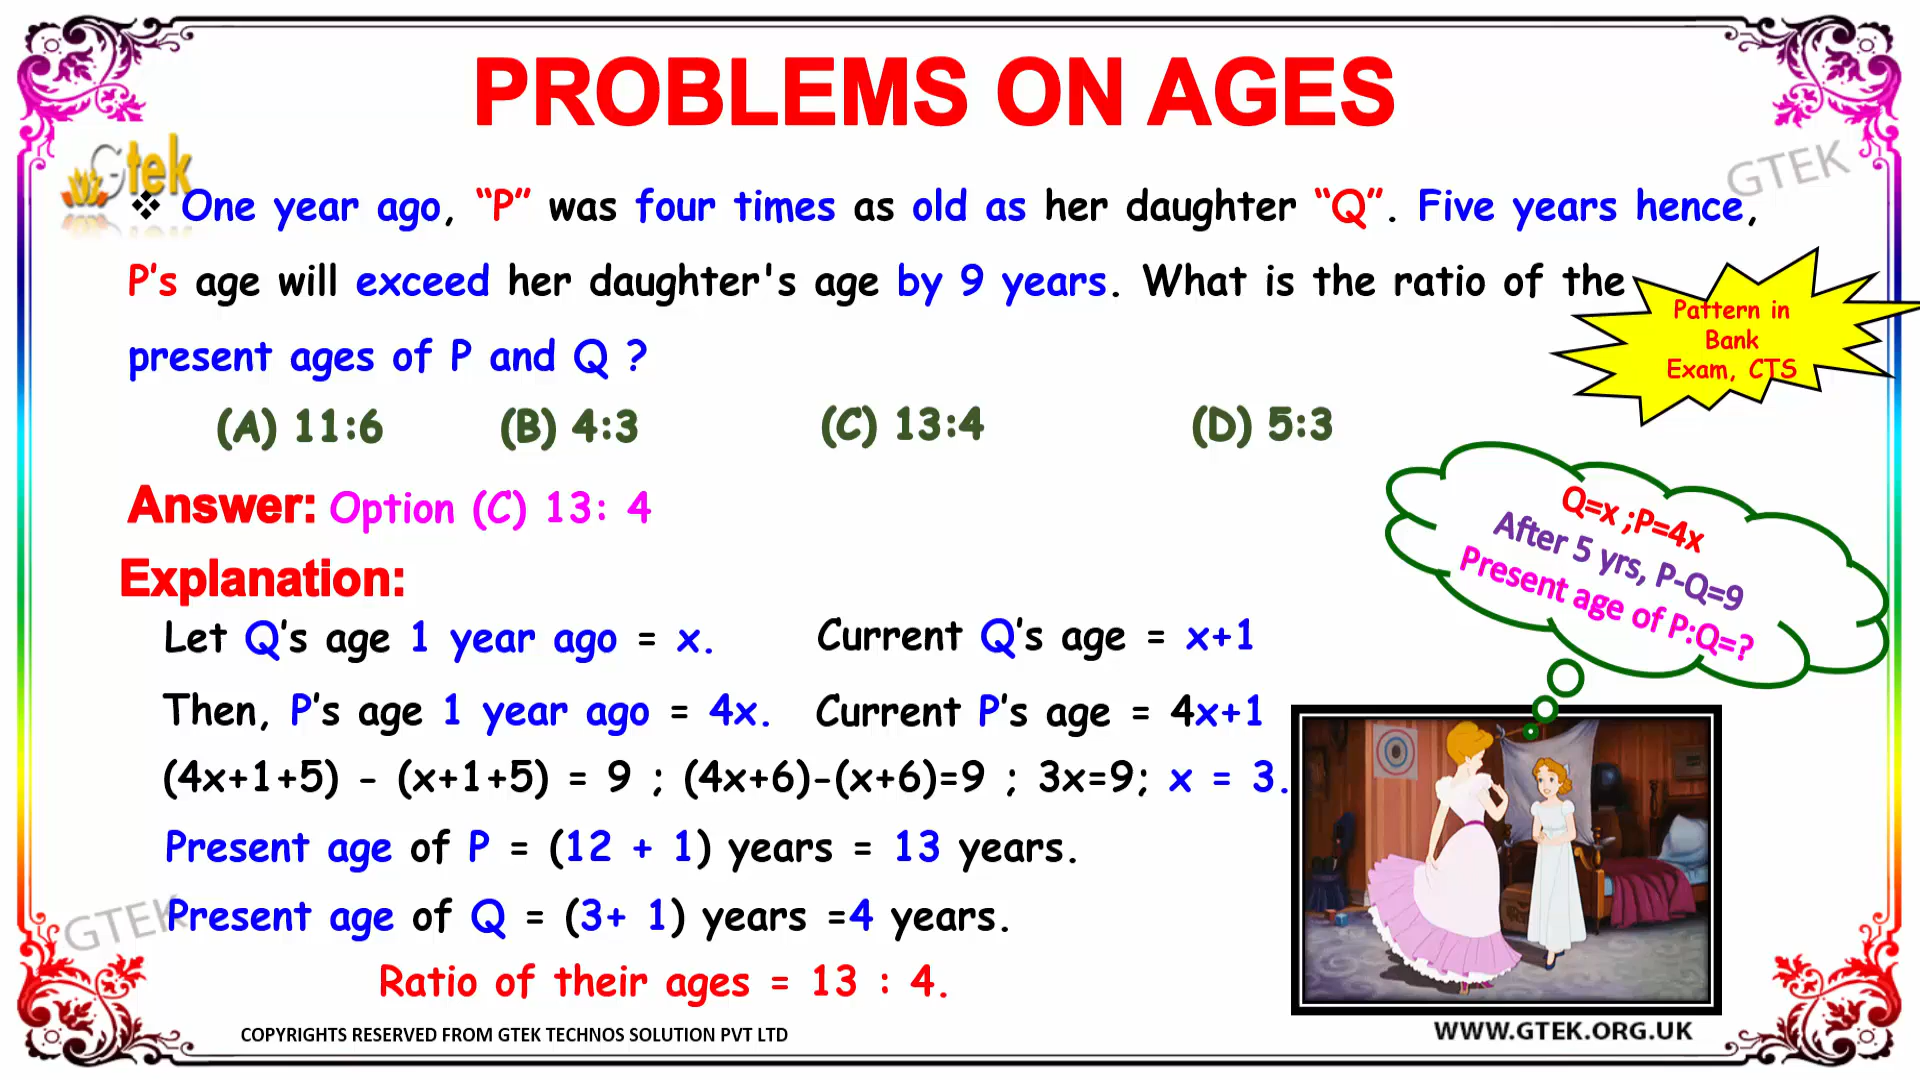 PROBLEMS ON AGES
Gtek
GTEK
❖ One year ago, “P” was four times as old as her daughter “Q”. Five years hence,
P’s age will exceed her daughter's age by 9 years. What is the ratio of the
present ages of P and Q ?
Pattern in
Bank
Exam, CTS
(A) 11:6 (B) 4:3 (C) 13:4 (D) 5:3
Answer: Option (C) 13: 4
Q=x ;P=4x
After 5 yrs, P-Q=9
Present age of P:Q=?
Explanation:
Let Q’s age 1 year ago = x. Current Q’s age = x+1
Then, P’s age 1 year ago = 4x. Current P’s age = 4x+1
(4x+1+5) - (x+1+5) = 9 ; (4x+6)-(x+6)=9 ; 3x=9; x = 3.
Present age of P = (12 + 1) years = 13 years.
GTEK
Present age of Q = (3+ 1) years =4 years.
Ratio of their ages = 13 : 4.
COPYRIGHTS RESERVED FROM GTEK TECHNOS SOLUTION PVT LTD
WWW.GTEK.ORG.UK